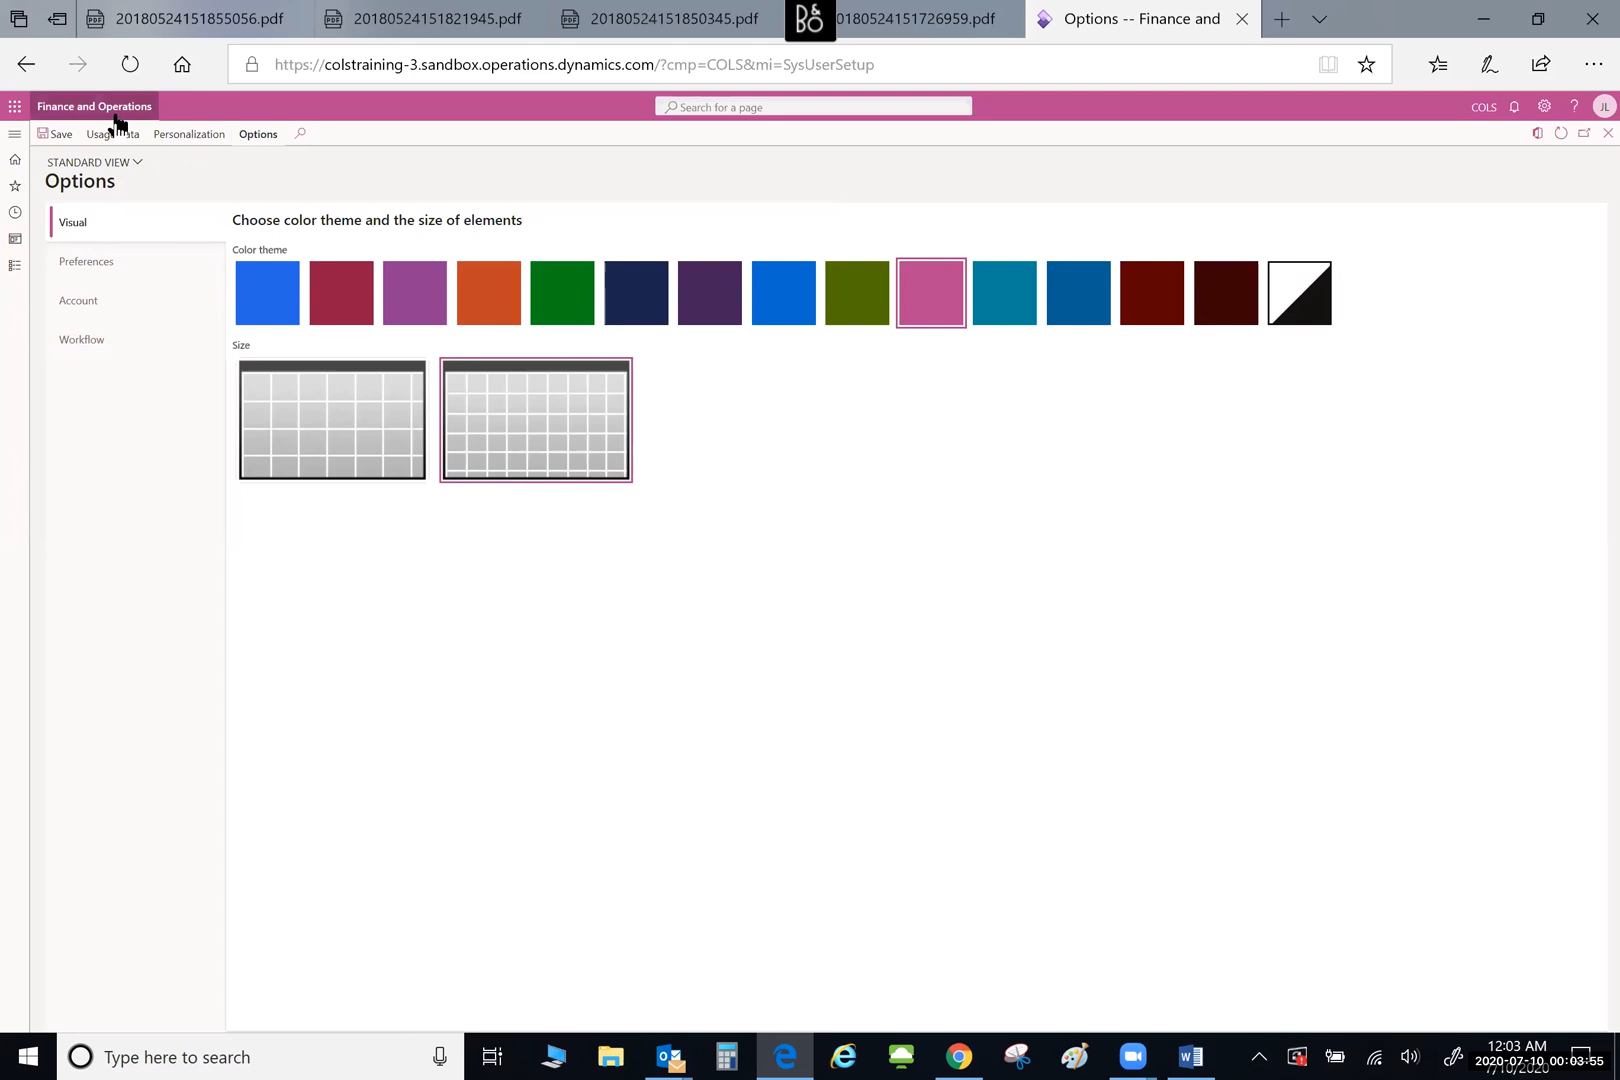 20180524151855056.pdf
20180524151821945.pdf
20180524151850345.pdf
B&O
0180524151726959.pdf
Options -- Finance and
https://colstraining-3.sandbox.operations.dynamics.com/?cmp=COLS&mi=SysUserSetup
Finance and Operations
Search for a page
COLS
?
JL
Save
Personalization
Options
STANDARD VIEW
Options
Visual
Preferences
Account
Workflow
Choose color theme and the size of elements
Color theme
Size
Type here to search
12:03 AM
2020-07-10 00:03:55